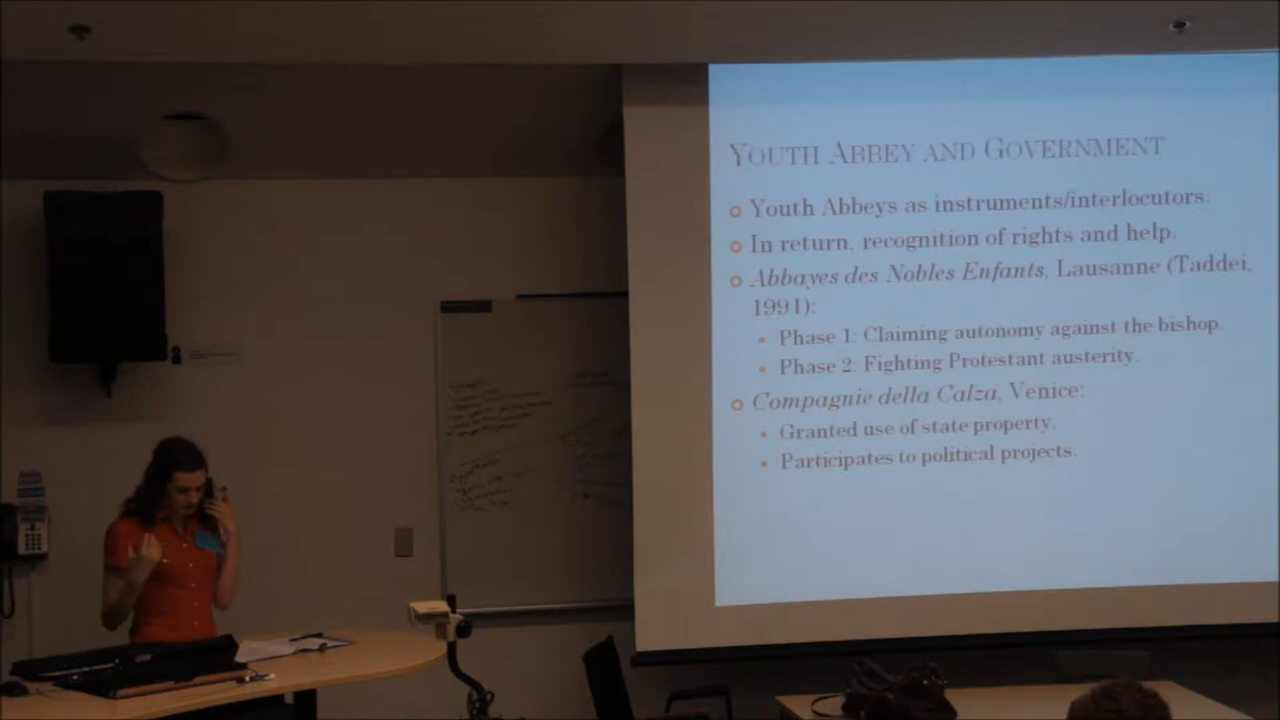 YOUTH ABBEY AND GOVERNMENT
Youth Abbeys as instruments/interlocutors.
In return, recognition of rights and help.
Abbayes des Nobles Enfants, Lausanne (Taddei,
1991):
Phase 1: Claiming autonomy against the bishop.
Phase 2: Fighting Protestant austerity.
Compagnie della Calza, Venice:
Granted use of state property.
Participates to political projects.